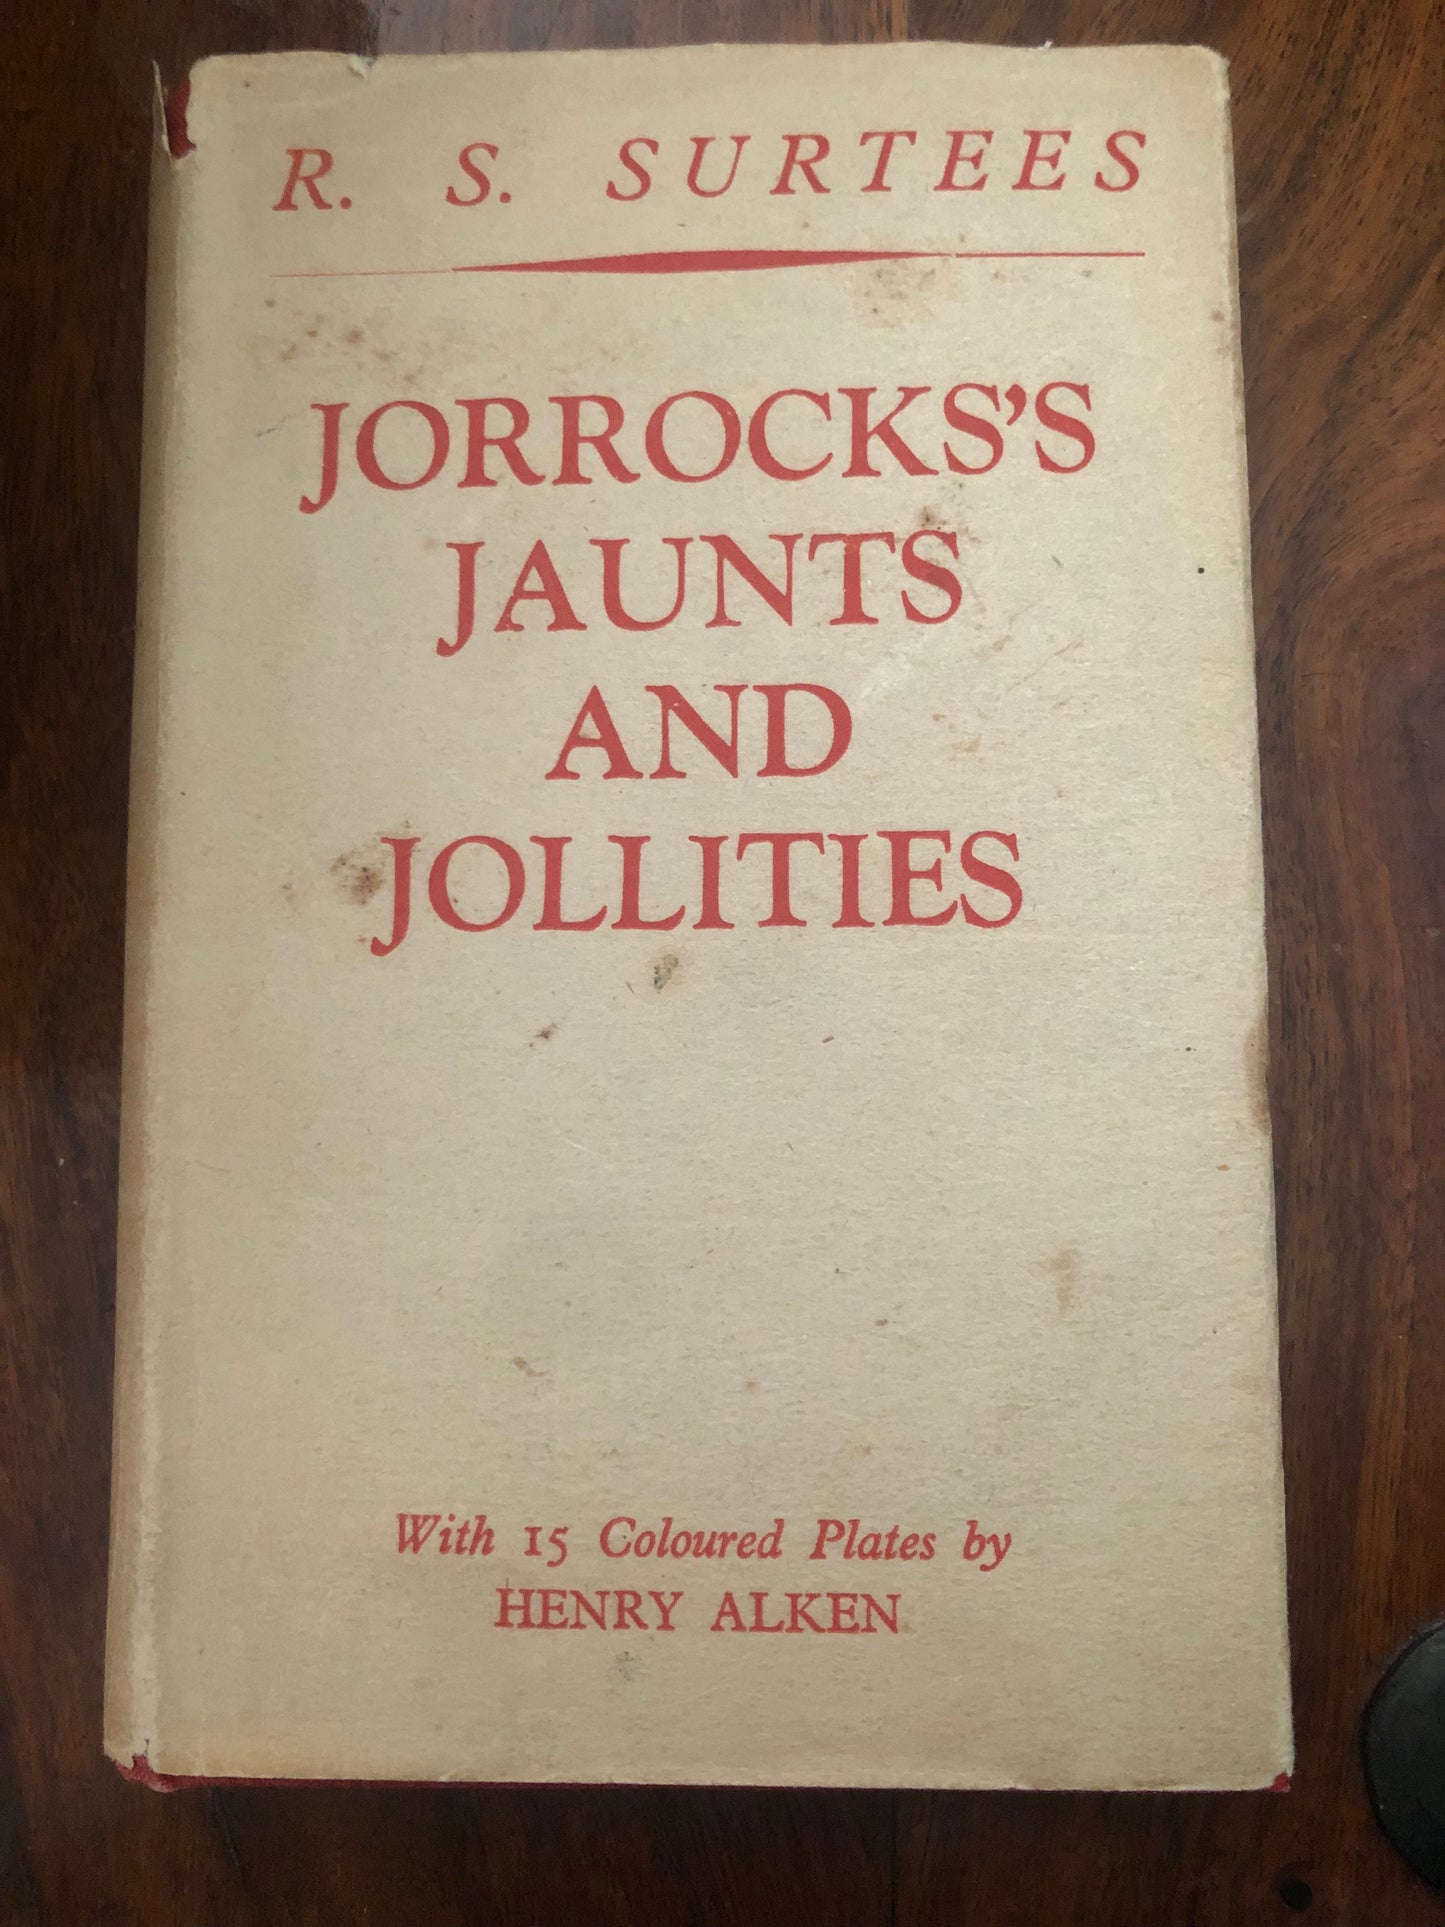 R. S. SURTEES
JORROCKS'S
JAUNTS
AND
JOLLITIES
With 15 Coloured Plates by
HENRY ALKEN